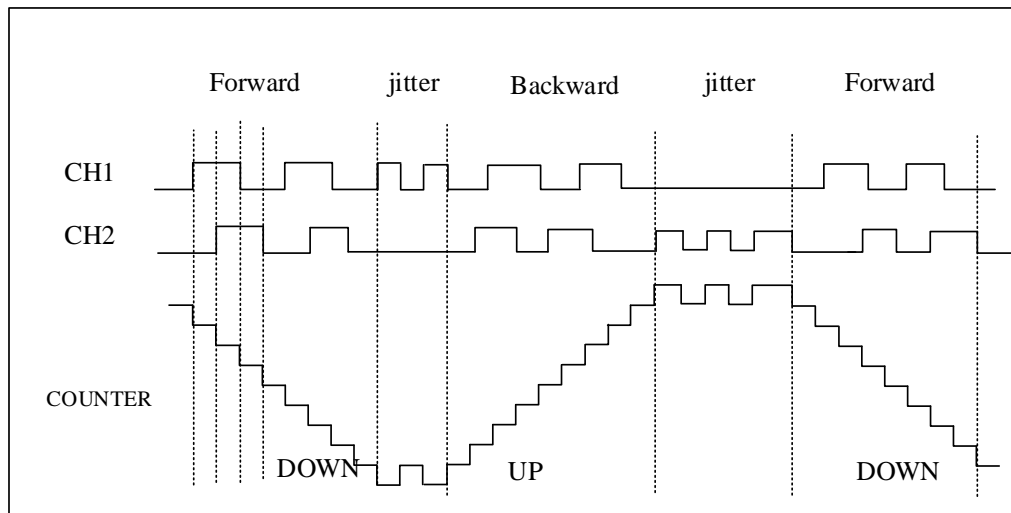 Forward jitter Backward jitter Forward
CH1
CH2
COUNTER
DOWN UP DOWN